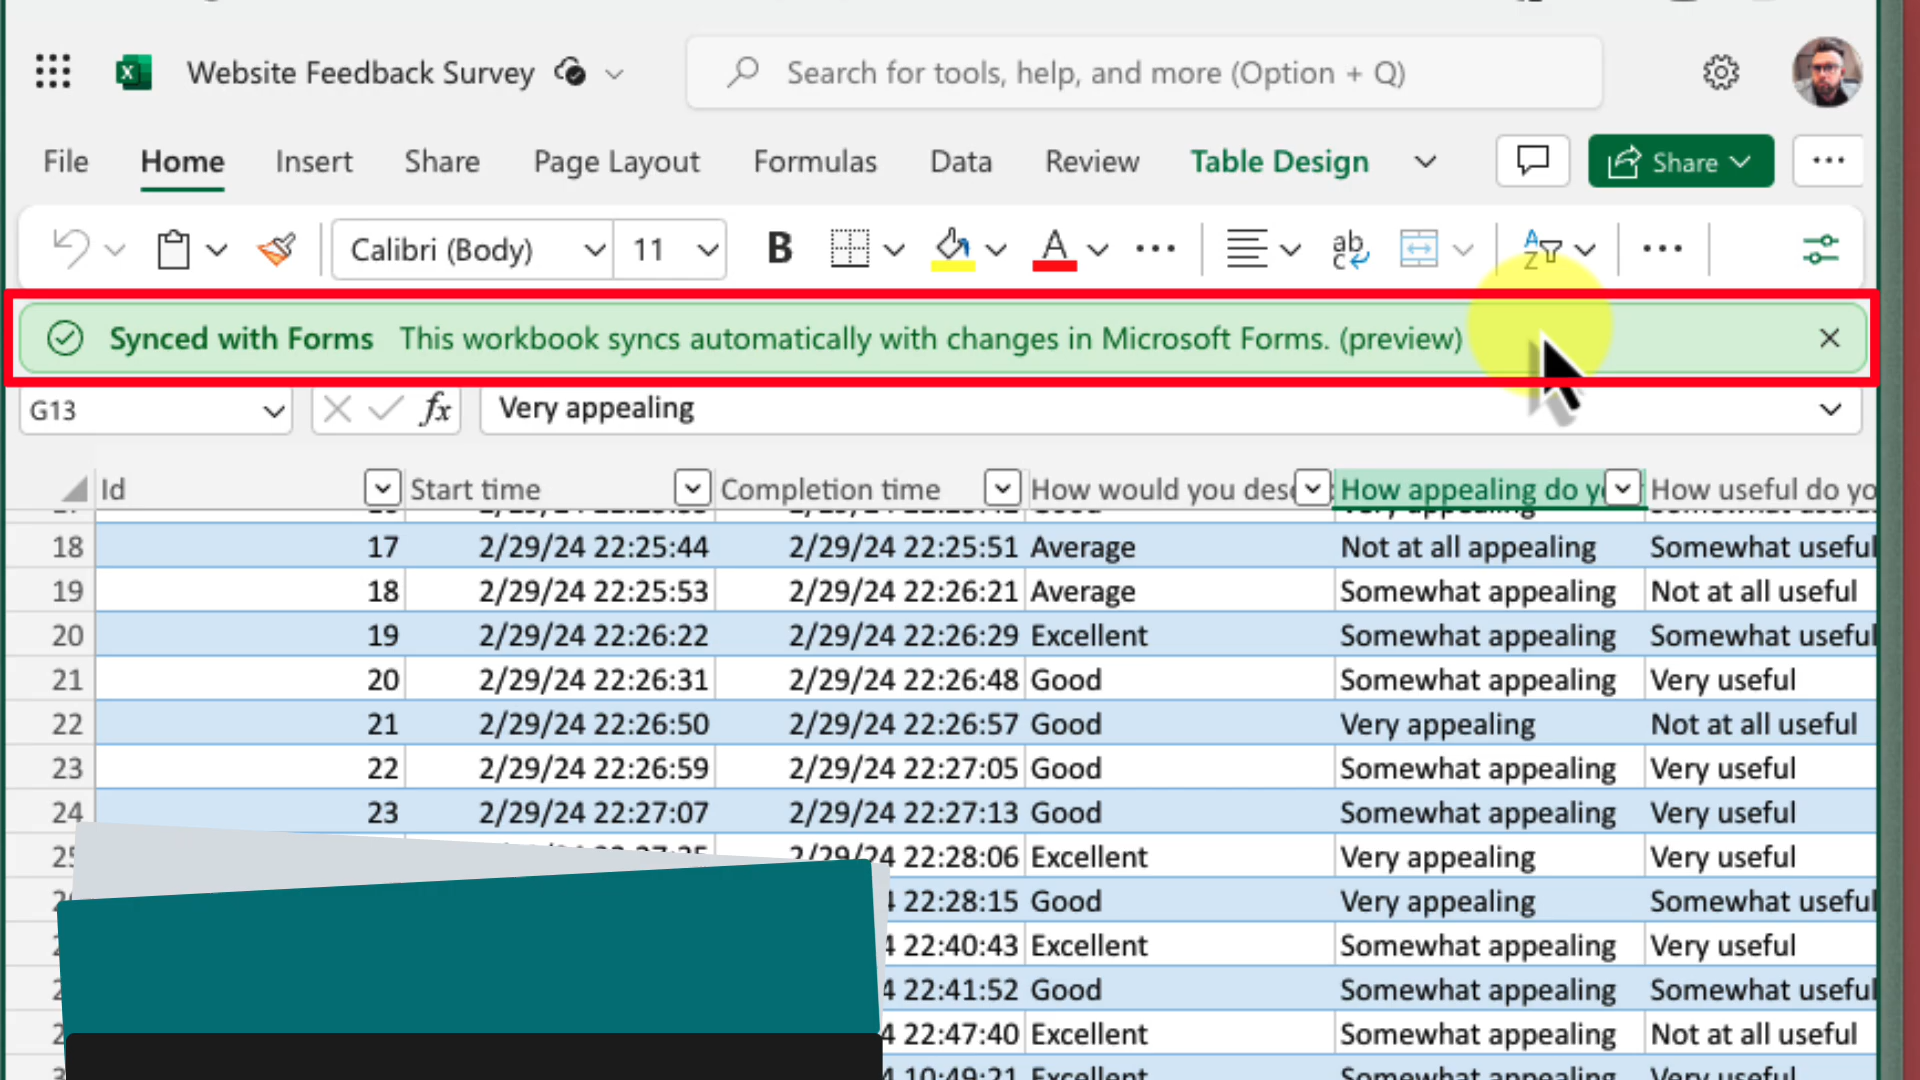 Website Feedback Survey
Search for tools, help, and more (Option + Q)
File Home Insert Share Page Layout Formulas Data Review Table Design Share
Calibri (Body) 11 B
Synced with Forms This workbook syncs automatically with changes in Microsoft Forms. (preview)
G13 fx Very appealing
Id Start time Completion time How would you desc How appealing do y How useful do yo
18 17 2/29/24 22:25:44 2/29/24 22:25:51 Average Not at all appealing Somewhat useful
19 18 2/29/24 22:25:53 2/29/24 22:26:21 Average Somewhat appealing Not at all useful
20 19 2/29/24 22:26:22 2/29/24 22:26:29 Excellent Somewhat appealing Somewhat useful
21 20 2/29/24 22:26:31 2/29/24 22:26:48 Good Somewhat appealing Very useful
22 21 2/29/24 22:26:50 2/29/24 22:26:57 Good Very appealing Not at all useful
23 22 2/29/24 22:26:59 2/29/24 22:27:05 Good Somewhat appealing Very useful
24 23 2/29/24 22:27:07 2/29/24 22:27:13 Good Somewhat appealing Very useful
2/29/24 22:28:06 Excellent Very appealing Very useful
22:28:15 Good Very appealing Somewhat useful
22:40:43 Excellent Somewhat appealing Very useful
22:41:52 Good Somewhat appealing Somewhat useful
22:47:40 Excellent Somewhat appealing Not at all useful
10:49:21 Excellent Somewhat appealing Very useful